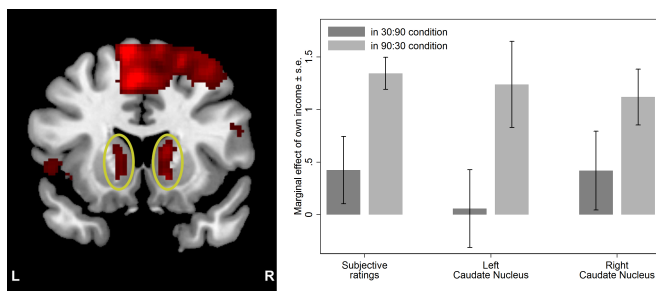 L
R
in 30:90 condition
in 90:30 condition
Marginal effect of own income ± s.e.
1.5
1
.5
0
Subjective
ratings
Left
Caudate Nucleus
Right
Caudate Nucleus